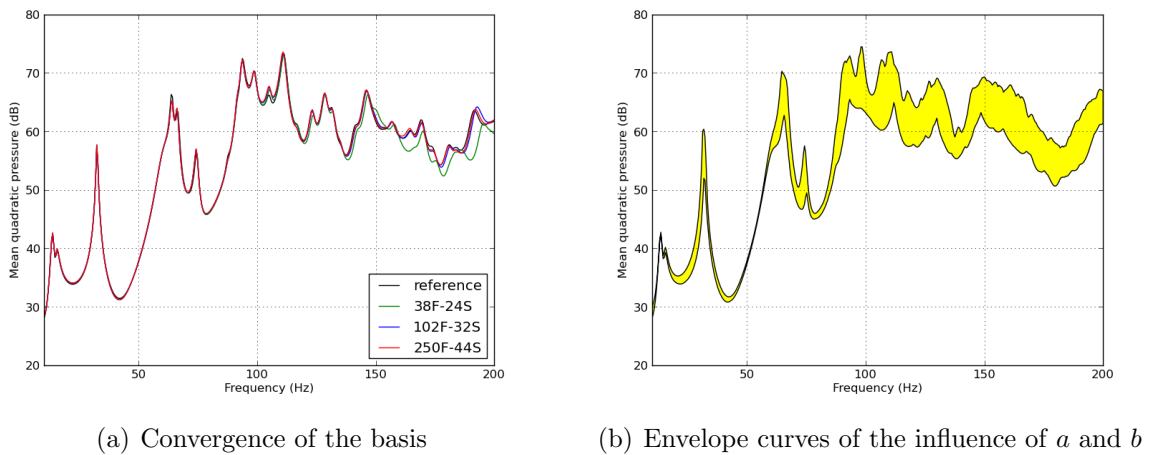 80
70
60
50
40
30
20
Mean quadratic pressure (dB)
50
100
150
200
Frequency (Hz)
reference
38F-24S
102F-32S
250F-44S
(a) Convergence of the basis
80
70
60
50
40
30
20
Mean quadratic pressure (dB)
50
100
150
200
Frequency (Hz)
(b) Envelope curves of the influence of a and b